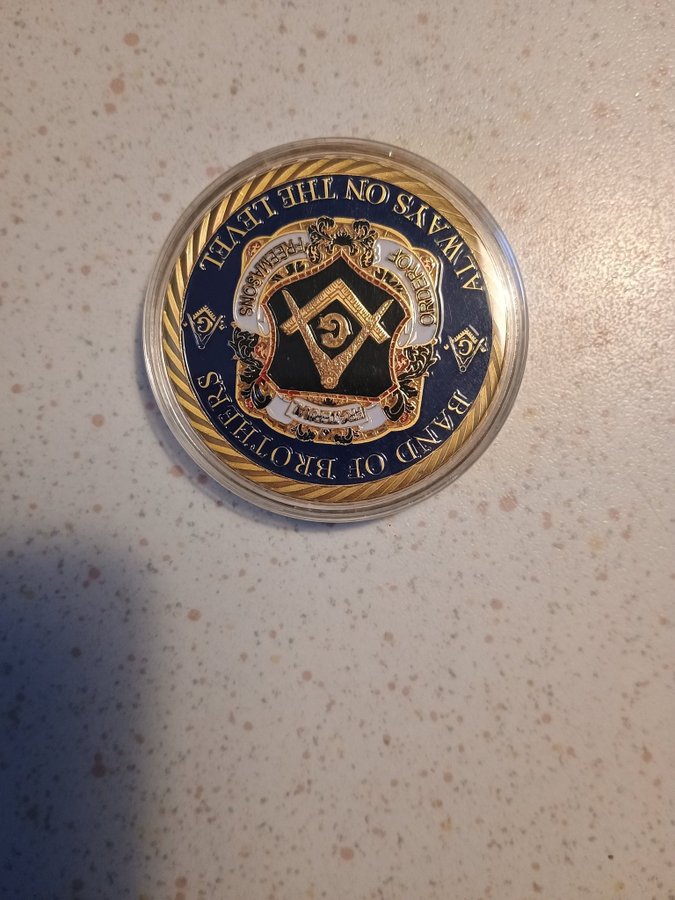 BAND OF BROTHERS
G
G
G
ORDER OF
FREEMASONS
ALWAYS ON THE LEVEL